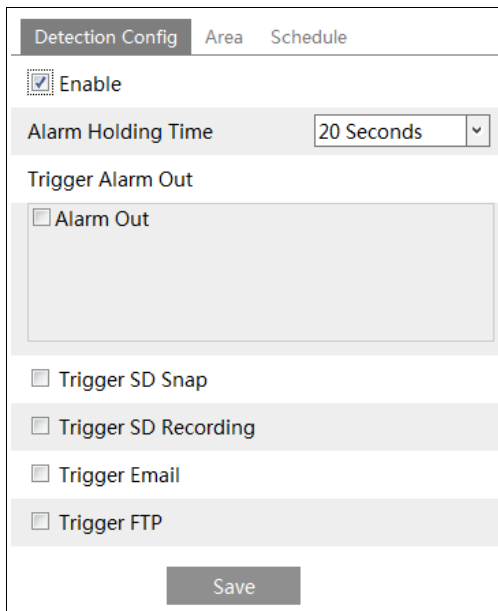 Detection Config Area Schedule
Enable
Alarm Holding Time 20 Seconds
Trigger Alarm Out
Alarm Out
Trigger SD Snap
Trigger SD Recording
Trigger Email
Trigger FTP
Save